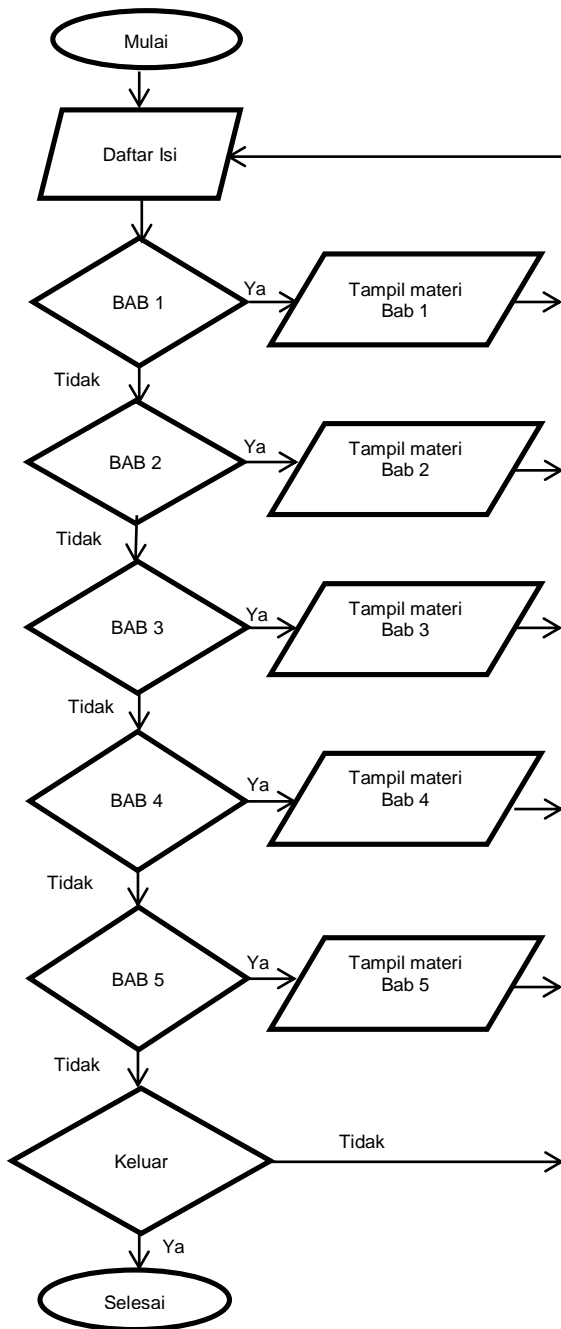 Mulai
Daftar Isi
BAB 1
Ya
Tampil materi
Bab 1
Tidak
BAB 2
Ya
Tampil materi
Bab 2
Tidak
BAB 3
Ya
Tampil materi
Bab 3
Tidak
BAB 4
Ya
Tampil materi
Bab 4
Tidak
BAB 5
Ya
Tampil materi
Bab 5
Tidak
Keluar
Tidak
Ya
Selesai